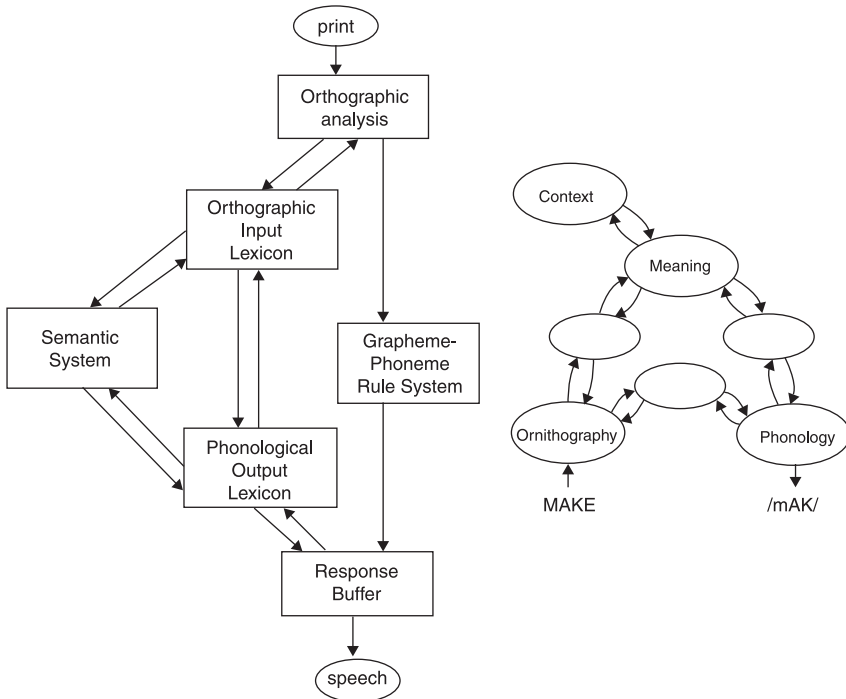 print
Orthographic
analysis
Orthographic
Input
Lexicon
Semantic
System
Grapheme-
Phoneme
Rule System
Phonological
Output
Lexicon
Response
Buffer
speech
Context
Meaning
Ornithography
Phonology
MAKE
/mAK/